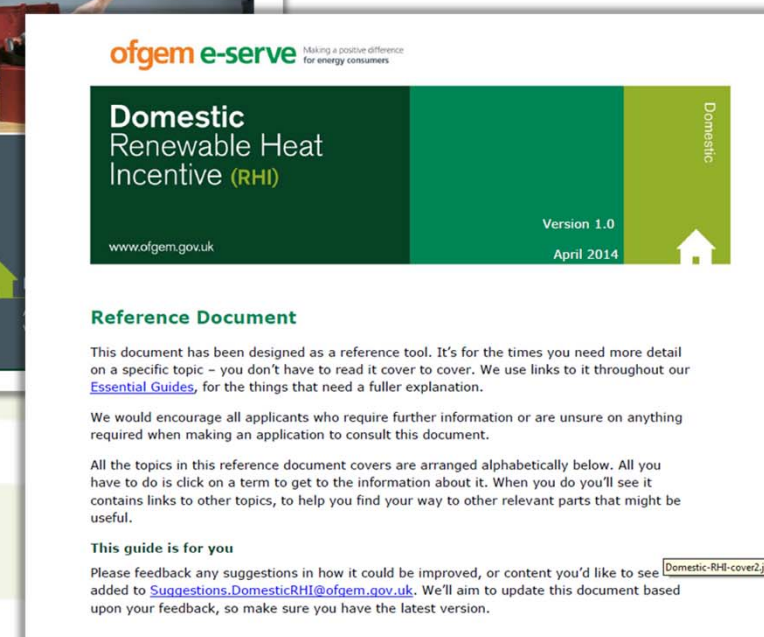 ofgem e-serve Making a positive difference
for energy consumers
Domestic
Renewable Heat
Incentive (RHI)
www.ofgem.gov.uk
Version 1.0
April 2014
Domestic
Reference Document
This document has been designed as a reference tool. It's for the times you need more detail
on a specific topic – you don't have to read it cover to cover. We use links to it throughout our
Essential Guides, for the things that need a fuller explanation.
We would encourage all applicants who require further information or are unsure on anything
required when making an application to consult this document.
All the topics in this reference document covers are arranged alphabetically below. All you
have to do is click on a term to get to the information about it. When you do you'll see it
contains links to other topics, to help you find your way to other relevant parts that might be
useful.
This guide is for you
Please feedback any suggestions in how it could be improved, or content you'd like to see
Domestic-RHI-cover2.j
added to Suggestions.DomesticRHI@ofgem.gov.uk. We'll aim to update this document based
upon your feedback, so make sure you have the latest version.